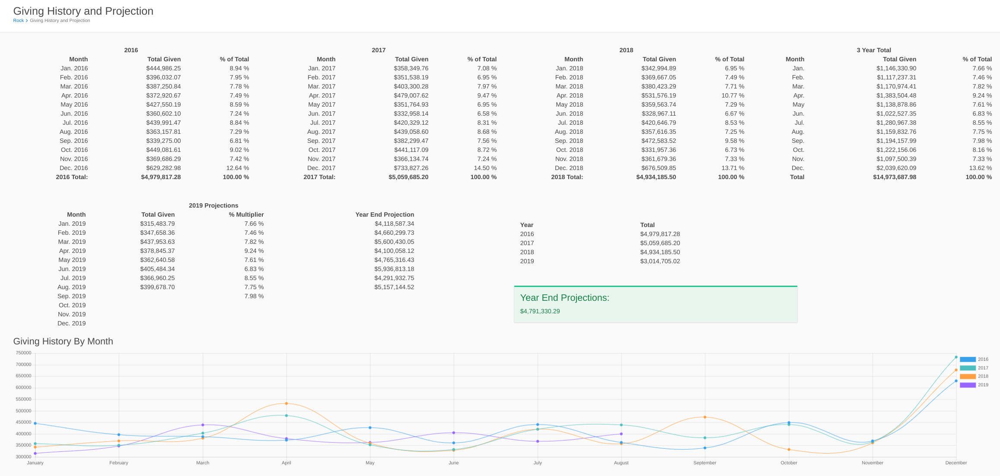 Giving History and Projection
Rock > Giving History and Projection
2016 2017 2018 3 Year Total
Month Total Given % of Total Month Total Given % of Total Month Total Given % of Total Month Total Given % of Total
Jan. 2016 $444,986.25 8.94 % Jan. 2017 $358,349.76 7.08 % Jan. 2018 $342,994.89 6.95 % Jan. $1,146,330.90 7.66 %
Feb. 2016 $396,032.07 7.95 % Feb. 2017 $351,538.19 6.95 % Feb. 2018 $369,667.05 7.49 % Feb. $1,117,237.31 7.46 %
Mar. 2016 $387,250.84 7.78 % Mar. 2017 $403,300.28 7.97 % Mar. 2018 $380,423.29 7.71 % Mar. $1,170,974.41 7.82 %
Apr. 2016 $372,920.67 7.49 % Apr. 2017 $479,007.62 9.47 % Apr. 2018 $531,576.19 10.77 % Apr. $1,383,504.48 9.24 %
May 2016 $427,550.19 8.59 % May 2017 $351,764.93 6.95 % May 2018 $359,563.74 7.29 % May $1,138,878.86 7.61 %
Jun. 2016 $360,602.10 7.24 % Jun. 2017 $332,958.14 6.58 % Jun. 2018 $328,967.11 6.67 % Jun. $1,022,527.35 6.83 %
Jul. 2016 $439,991.47 8.84 % Jul. 2017 $420,329.12 8.31 % Jul. 2018 $420,646.79 8.53 % Jul. $1,280,967.38 8.55 %
Aug. 2016 $363,157.81 7.29 % Aug. 2017 $439,058.60 8.68 % Aug. 2018 $357,616.35 7.25 % Aug. $1,159,832.76 7.75 %
Sep. 2016 $339,275.00 6.81 % Sep. 2017 $382,299.47 7.56 % Sep. 2018 $472,583.52 9.58 % Sep. $1,194,157.99 7.98 %
Oct. 2016 $449,081.61 9.02 % Oct. 2017 $441,117.09 8.72 % Oct. 2018 $331,957.36 6.73 % Oct. $1,222,156.06 8.16 %
Nov. 2016 $369,686.29 7.42 % Nov. 2017 $366,134.74 7.24 % Nov. 2018 $361,679.36 7.33 % Nov. $1,097,500.39 7.33 %
Dec. 2016 $629,282.98 12.64 % Dec. 2017 $733,827.26 14.50 % Dec. 2018 $676,509.85 13.71 % Dec. $2,039,620.09 13.62 %
2016 Total: $4,979,817.28 100.00 % 2017 Total: $5,059,685.20 100.00 % 2018 Total: $4,934,185.50 100.00 % Total $14,973,687.98 100.00 %
2019 Projections
Month Total Given % Multiplier Year End Projection
Jan. 2019 $315,483.79 7.66 % $4,118,587.34
Feb. 2019 $347,658.36 7.46 % $4,660,299.73
Mar. 2019 $437,953.63 7.82 % $5,600,430.05
Apr. 2019 $378,845.37 9.24 % $4,100,058.12
May 2019 $362,640.58 7.61 % $4,765,316.43
Jun. 2019 $405,484.34 6.83 % $5,936,813.18
Jul. 2019 $366,960.25 8.55 % $4,291,932.75
Aug. 2019 $399,678.70 7.75 % $5,157,144.52
Sep. 2019 7.98 %
Oct. 2019
Nov. 2019
Dec. 2019
Year Total
2016 $4,979,817.28
2017 $5,059,685.20
2018 $4,934,185.50
2019 $3,014,705.02
Year End Projections:
$4,791,330.29
Giving History By Month
750000
700000
650000
600000
550000
500000
450000
400000
350000
300000
January February March April May June July August September October November December
2016
2017
2018
2019